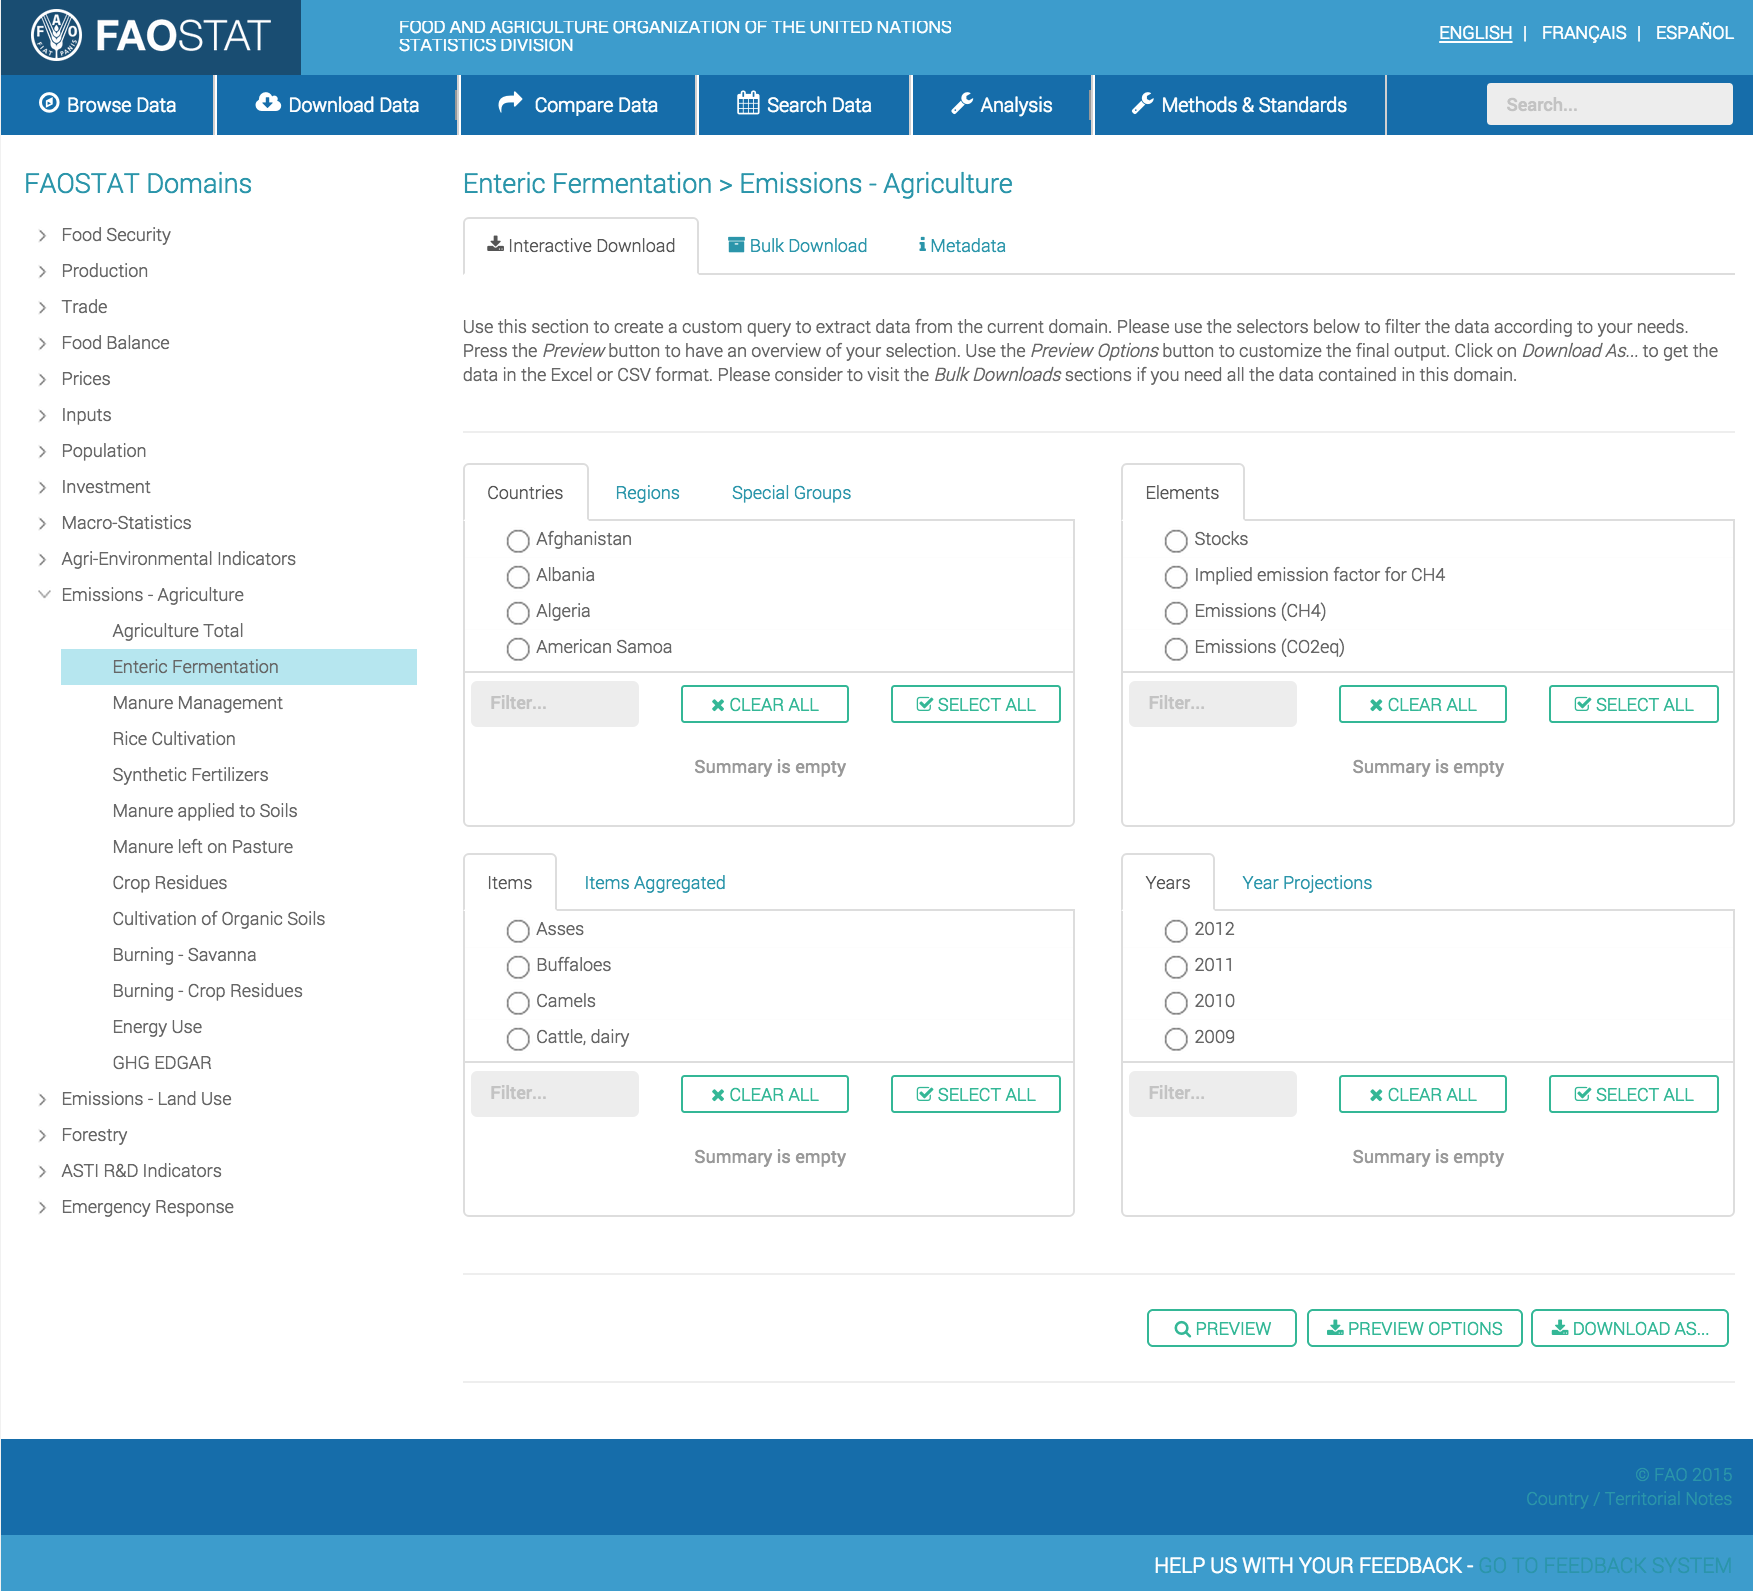 FAOSTAT
FOOD AND AGRICULTURE ORGANIZATION OF THE UNITED NATIONS
STATISTICS DIVISION
ENGLISH | FRANÇAIS | ESPAÑOL
Browse Data
Download Data
Compare Data
Search Data
Analysis
Methods & Standards
Search...
FAOSTAT Domains
Food Security
Production
Trade
Food Balance
Prices
Inputs
Population
Investment
Macro-Statistics
Agri-Environmental Indicators
Emissions - Agriculture
Agriculture Total
Enteric Fermentation
Manure Management
Rice Cultivation
Synthetic Fertilizers
Manure applied to Soils
Manure left on Pasture
Crop Residues
Cultivation of Organic Soils
Burning - Savanna
Burning - Crop Residues
Energy Use
GHG EDGAR
Emissions - Land Use
Forestry
ASTI R&D Indicators
Emergency Response
Enteric Fermentation > Emissions - Agriculture
Interactive Download
Bulk Download
Metadata
Use this section to create a custom query to extract data from the current domain. Please use the selectors below to filter the data according to your needs.
Press the Preview button to have an overview of your selection. Use the Preview Options button to customize the final output. Click on Download As... to get the
data in the Excel or CSV format. Please consider to visit the Bulk Downloads sections if you need all the data contained in this domain.
Countries
Regions
Special Groups
Afghanistan
Albania
Algeria
American Samoa
Filter...
CLEAR ALL
SELECT ALL
Summary is empty
Elements
Stocks
Implied emission factor for CH4
Emissions (CH4)
Emissions (CO2eq)
Filter...
CLEAR ALL
SELECT ALL
Summary is empty
Items
Items Aggregated
Asses
Buffaloes
Camels
Cattle, dairy
Filter...
CLEAR ALL
SELECT ALL
Summary is empty
Years
Year Projections
2012
2011
2010
2009
Filter...
CLEAR ALL
SELECT ALL
Summary is empty
PREVIEW
PREVIEW OPTIONS
DOWNLOAD AS...
© FAO 2015
Country / Territorial Notes
HELP US WITH YOUR FEEDBACK - GO TO FEEDBACK SYSTEM